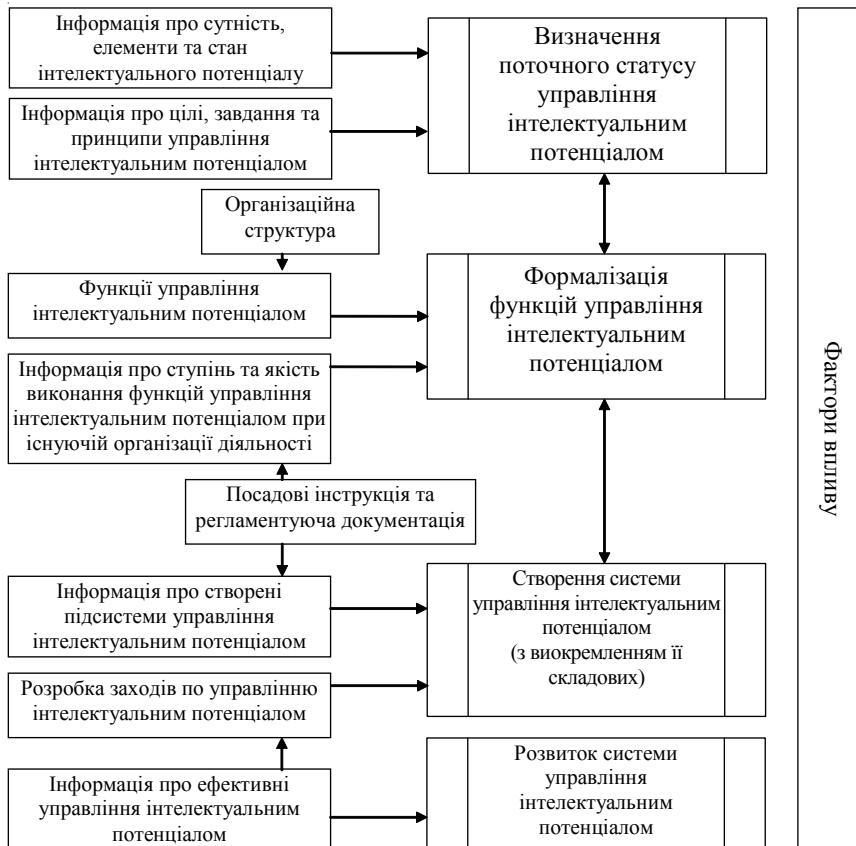 Інформація про сутність,
елементи та стан
інтелектуального потенціалу
Визначення
поточного статусу
управління
інтелектуальним
потенціалом
Інформація про цілі, завдання та
принципи управління
інтелектуальним потенціалом
Організаційна
структура
Функції управління
інтелектуальним потенціалом
Формалізація
функцій управління
інтелектуальним
потенціалом
Інформація про ступінь та якість
виконання функцій управління
інтелектуальним потенціалом при
існуючій організації діяльності
Посадові інструкція та
регламентуюча документація
Інформація про створені
підсистеми управління
інтелектуальним потенціалом
Створення системи
управління інтелектуальним
потенціалом
(з виокремленням її
складових)
Розробка заходів по управлінню
інтелектуальним потенціалом
Інформація про ефективні
управління інтелектуальним
потенціалом
Розвиток системи
управління
інтелектуальним
потенціалом
Фактори впливу